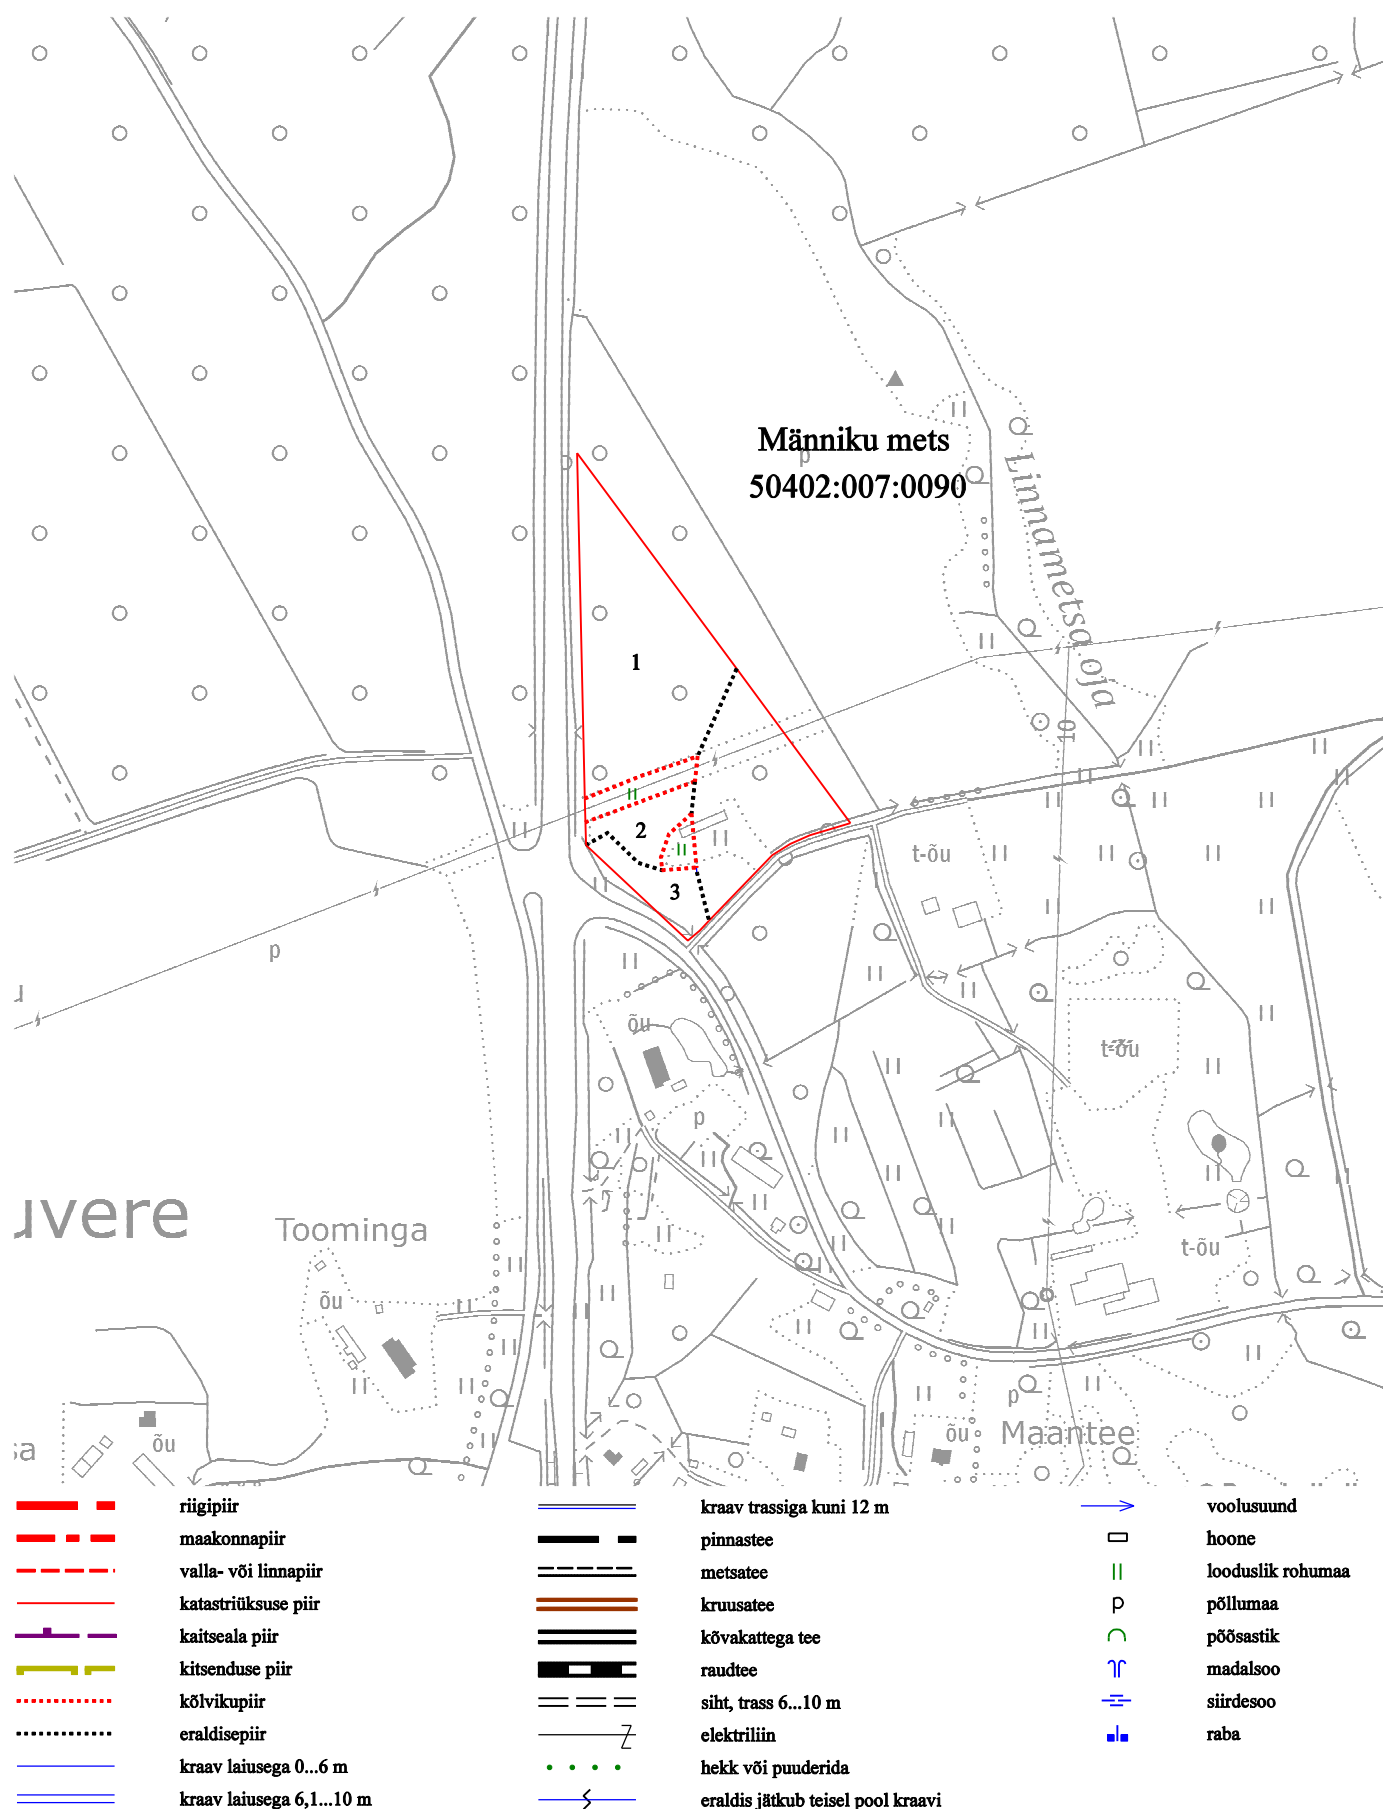 Männiku mets
p
50402:007:0090
Linnametsa oja
1
10
2
t-õu
3
p
õu
t-õu
p
uvere
Toominga
t-õu
õu
p
Maantee
õu
õu
sa
riigipiir
maakonnapiir
valla- või linnapiir
katastriüksuse piir
kaitseala piir
kitsenduse piir
kõlvikupiir
eraldisepiir
kraav laiusega 0...6 m
kraav laiusega 6,1...10 m
kraav trassiga kuni 12 m
pinnastee
metsatee
kruusatee
kõvakattega tee
raudtee
siht, trass 6...10 m
elektriliin
hekk või puuderida
eraldis jätkub teisel pool kraavi
voolusuund
hoone
looduslik rohumaa
p põllumaa
põõsastik
madalsoo
siirdesoo
raba